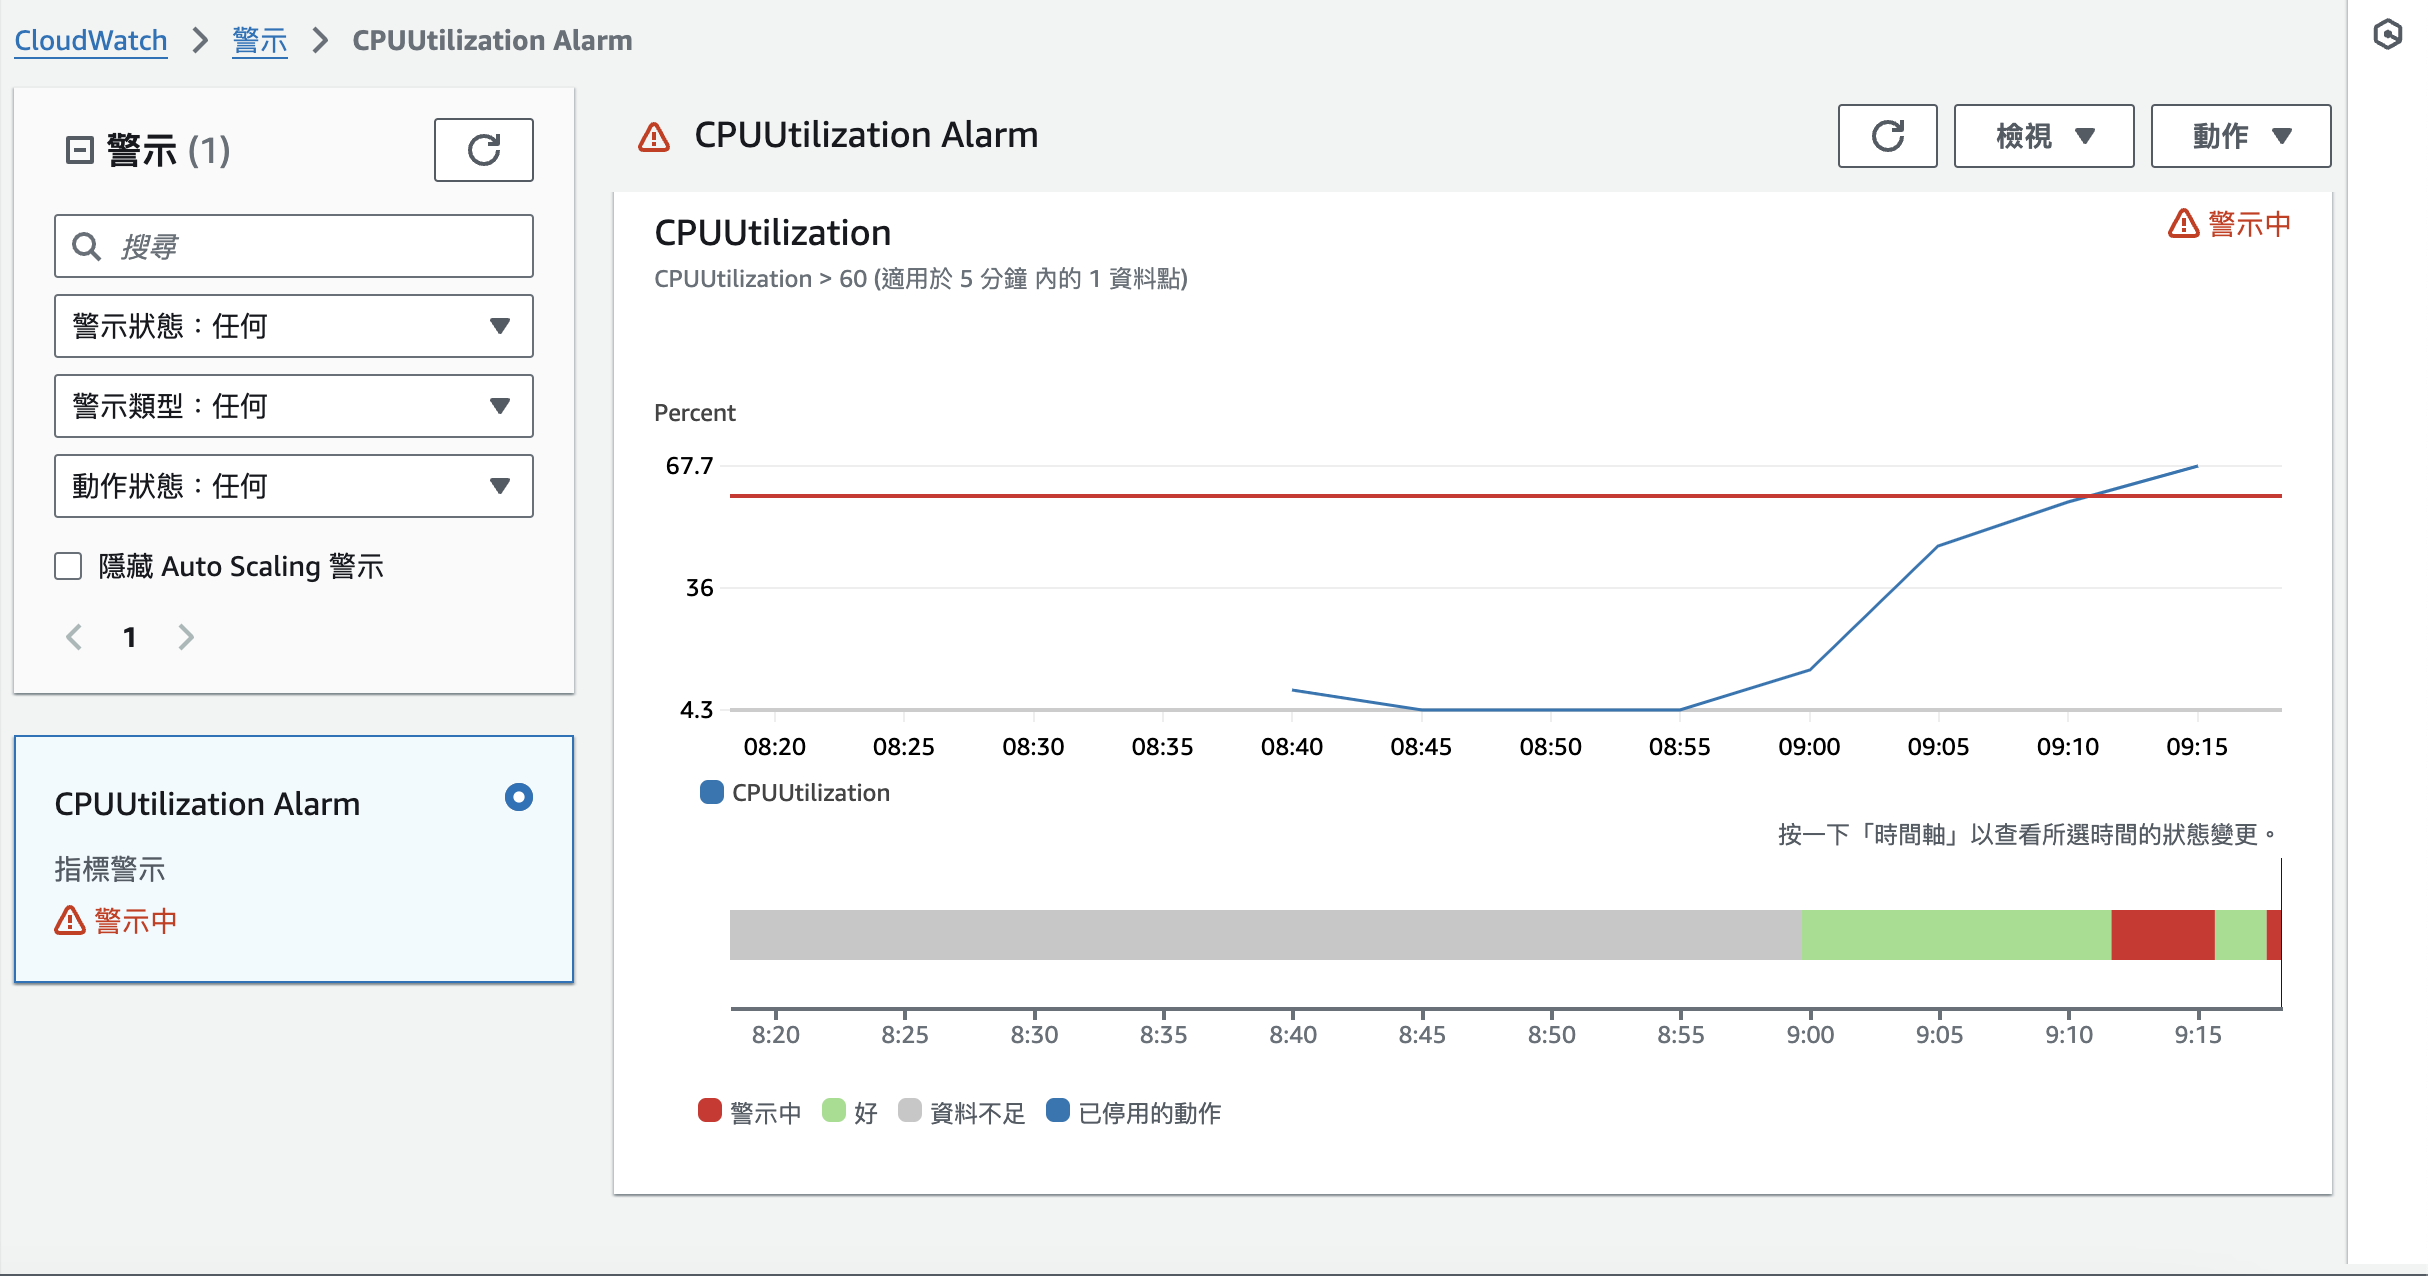 CloudWatch > 警示 > CPUUtilization Alarm
警示 (1)
搜尋
警示狀態：任何
警示類型：任何
動作狀態：任何
隱藏 Auto Scaling 警示
1
CPUUtilization Alarm
指標警示
警示中
CPUUtilization Alarm
檢視
動作
CPUUtilization
警示中
CPUUtilization > 60 (適用於 5 分鐘 內的 1 資料點)
Percent
67.7
36
4.3
08:20 08:25 08:30 08:35 08:40 08:45 08:50 08:55 09:00 09:05 09:10 09:15
CPUUtilization
按一下「時間軸」以查看所選時間的狀態變更。
8:20 8:25 8:30 8:35 8:40 8:45 8:50 8:55 9:00 9:05 9:10 9:15
警示中 好 資料不足 已停用的動作